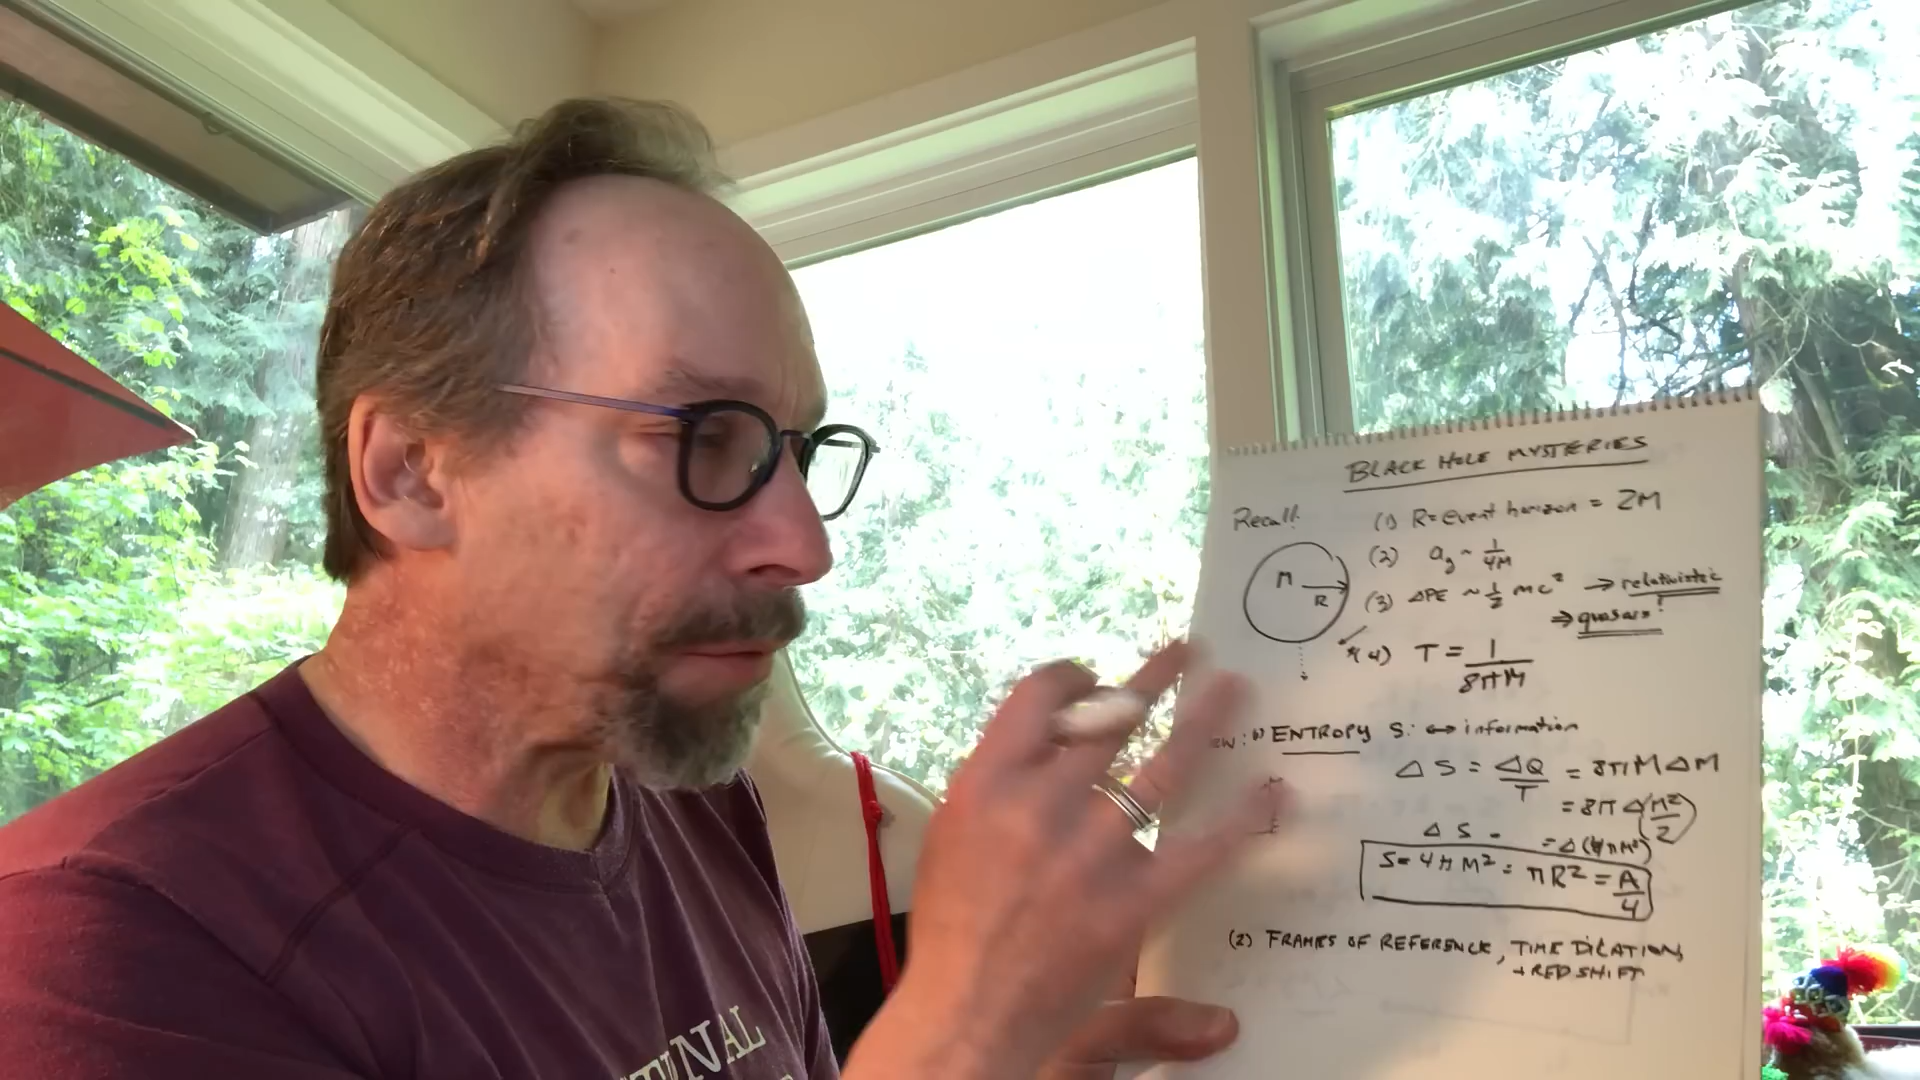 BLACK HOLE MYSTERIES
Recall:
(1) R = event horizon = 2M
(2) a_g ~ 1/4M
(3) ΔPE ~ 1/2 mc² → relativistic!
⇒ quasars
M
R
*(4) T = 1/8πM
EW: 1) ENTROPY S: ↔ information
ΔS = ΔQ/T = 8πMΔM
= 8πΔ(M²/2)
ΔS = = Δ(4πM²)
S = 4πM² = πR² = A/4
(2) FRAMES OF REFERENCE, TIME DILATION,
+ RED SHIFT